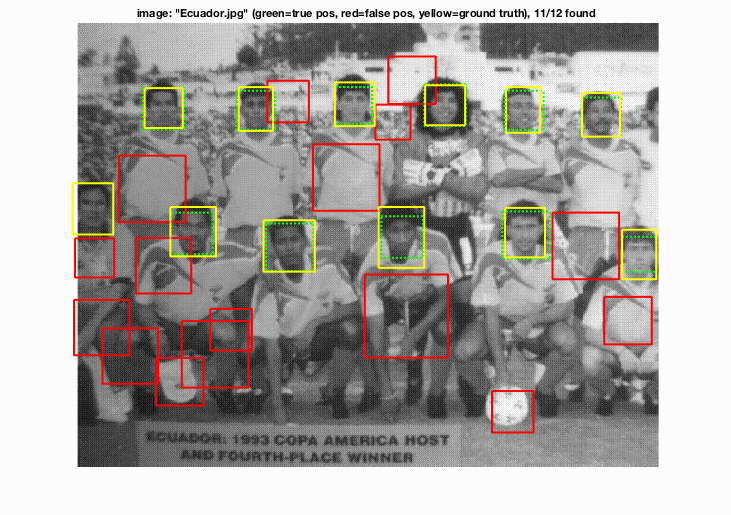 image: "Ecuador.jpg" (green=true pos, red=false pos, yellow=ground truth), 11/12 found
ECUADOR: 1993 COPA AMERICA HOST
AND FOURTH-PLACE WINNER